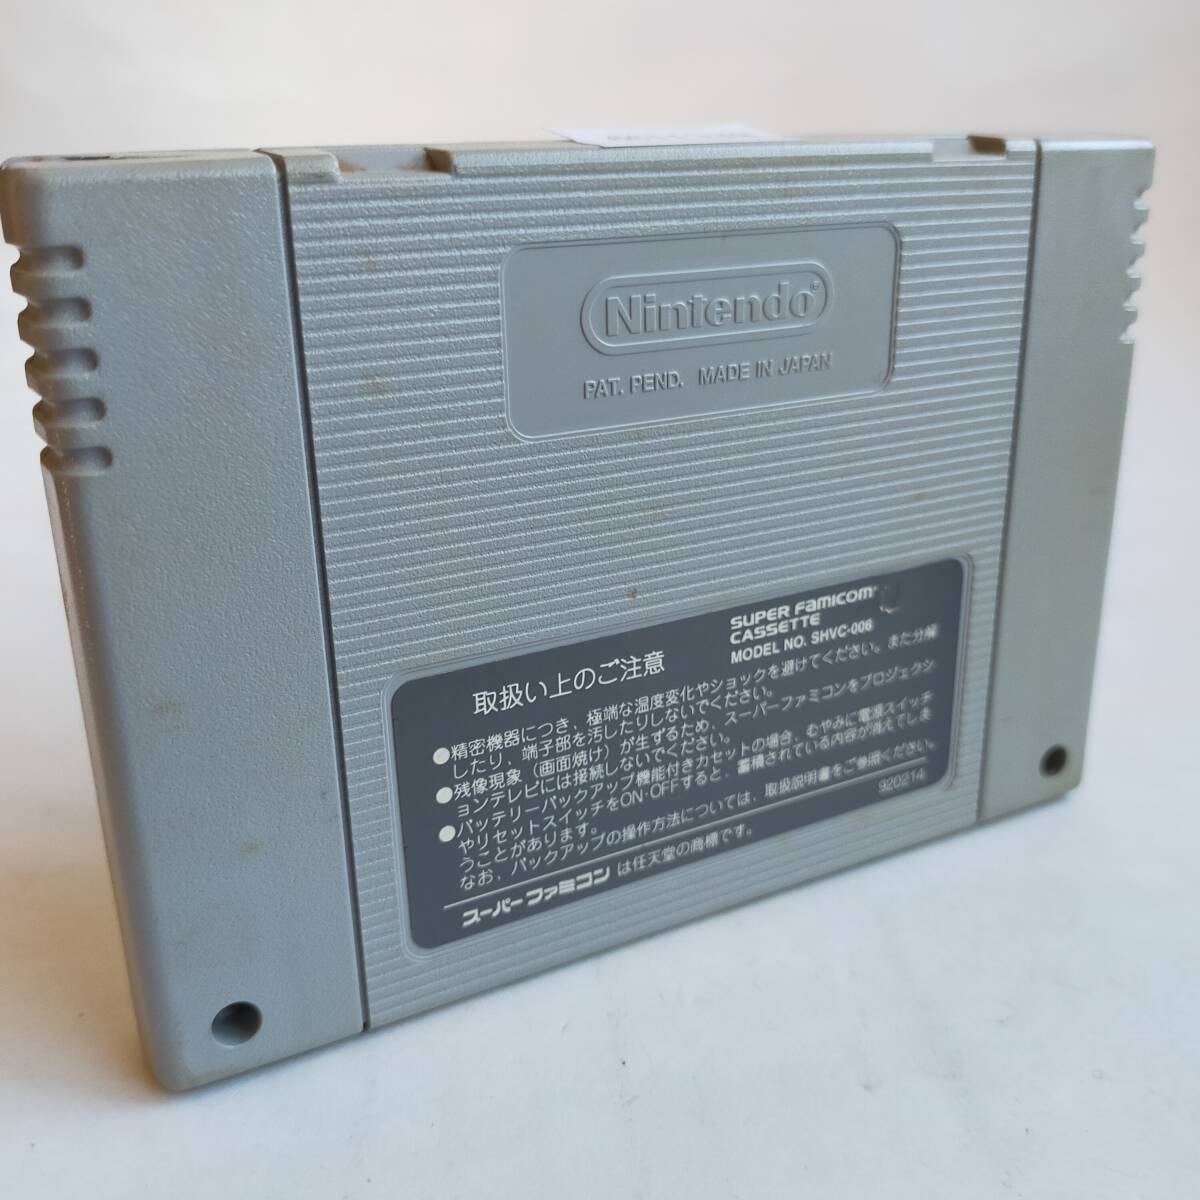 Nintendo®
PAT. PEND. MADE IN JAPAN
SUPER Famicom
CASSETTE
MODEL NO. SHVC-006
取扱い上のご注意
●精密機器につき、極端な温度変化やショックを避けてください。また分解
したり、端子部を汚したりしないでください。
●残像現象（画面焼け）が生ずるため、スーパーファミコンをプロジェクシ
ョンテレビには接続しないでください。
●バッテリーバックアップ機能付きカセットの場合、むやみに電源スイッチ
やリセットスイッチをON・OFFすると、蓄積されている内容が消えてしま
うことがあります。
なお、バックアップの操作方法については、取扱説明書をご参照ください。
スーパーファミコンは任天堂の商標です。
920214